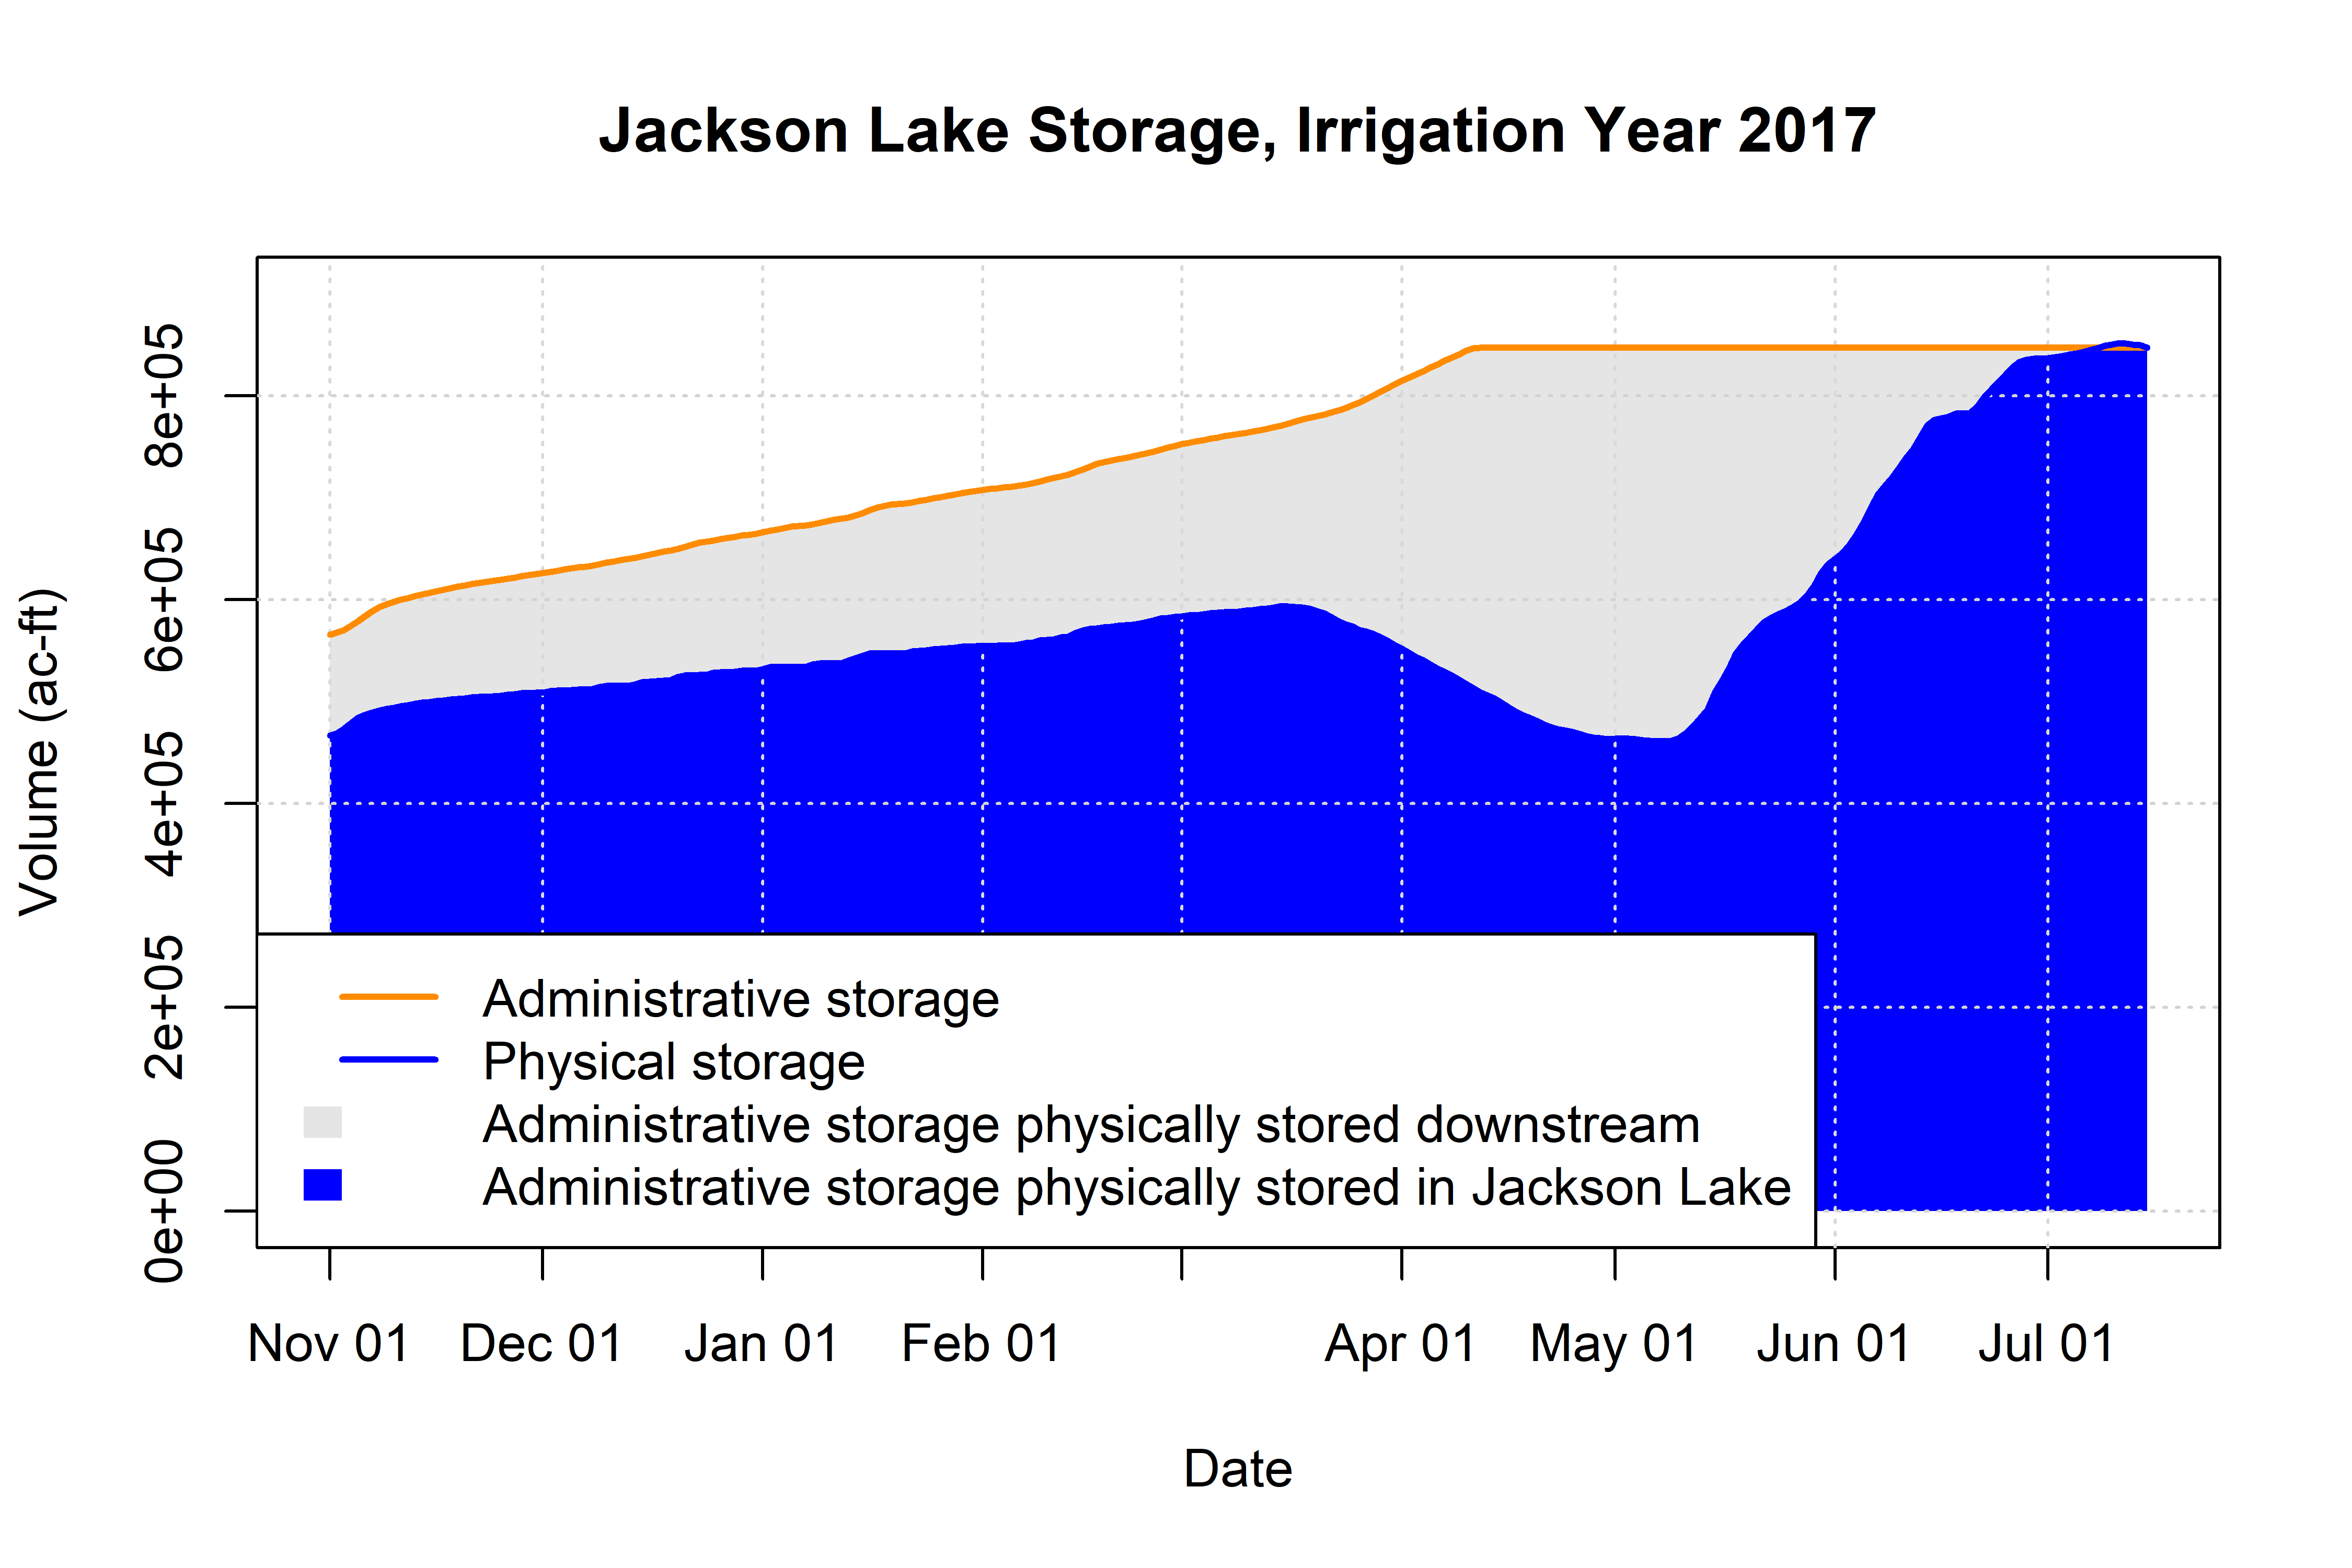 Jackson Lake Storage, Irrigation Year 2017
Volume (ac-ft)
8e+05
6e+05
4e+05
2e+05
0e+00
Administrative storage
Physical storage
Administrative storage physically stored downstream
Administrative storage physically stored in Jackson Lake
Nov 01 Dec 01 Jan 01 Feb 01 Apr 01 May 01 Jun 01 Jul 01
Date